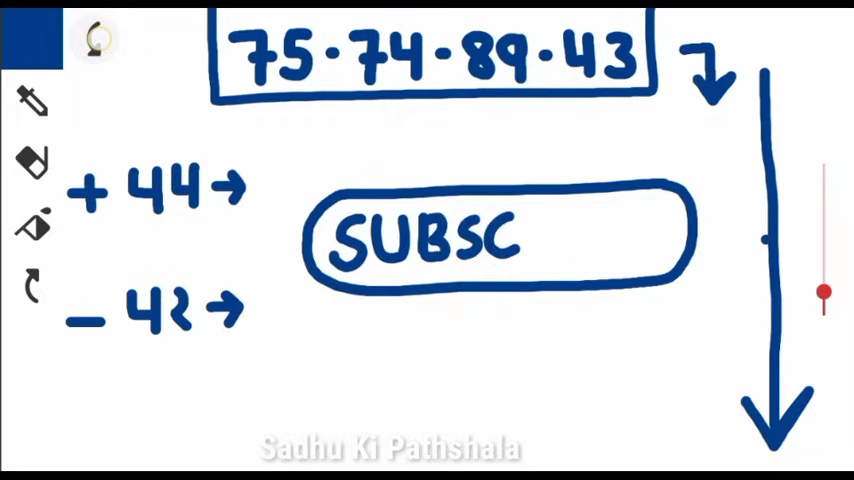 75·74·89·43
+ 44 →
SUBSC
- 42 →
Sadhu Ki Pathshala